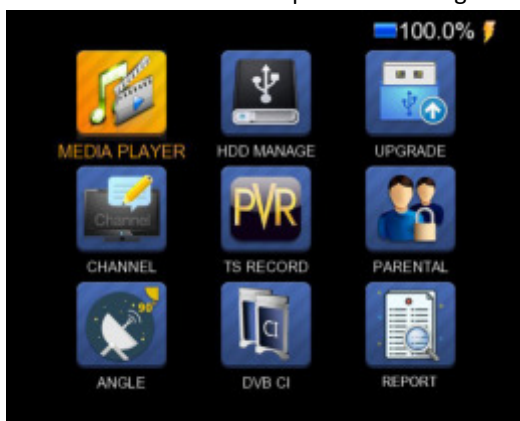 100.0%
MEDIA PLAYER HDD MANAGE UPGRADE
Channel
PVR
CHANNEL TS RECORD PARENTAL
90°
CI
ANGLE DVB CI REPORT